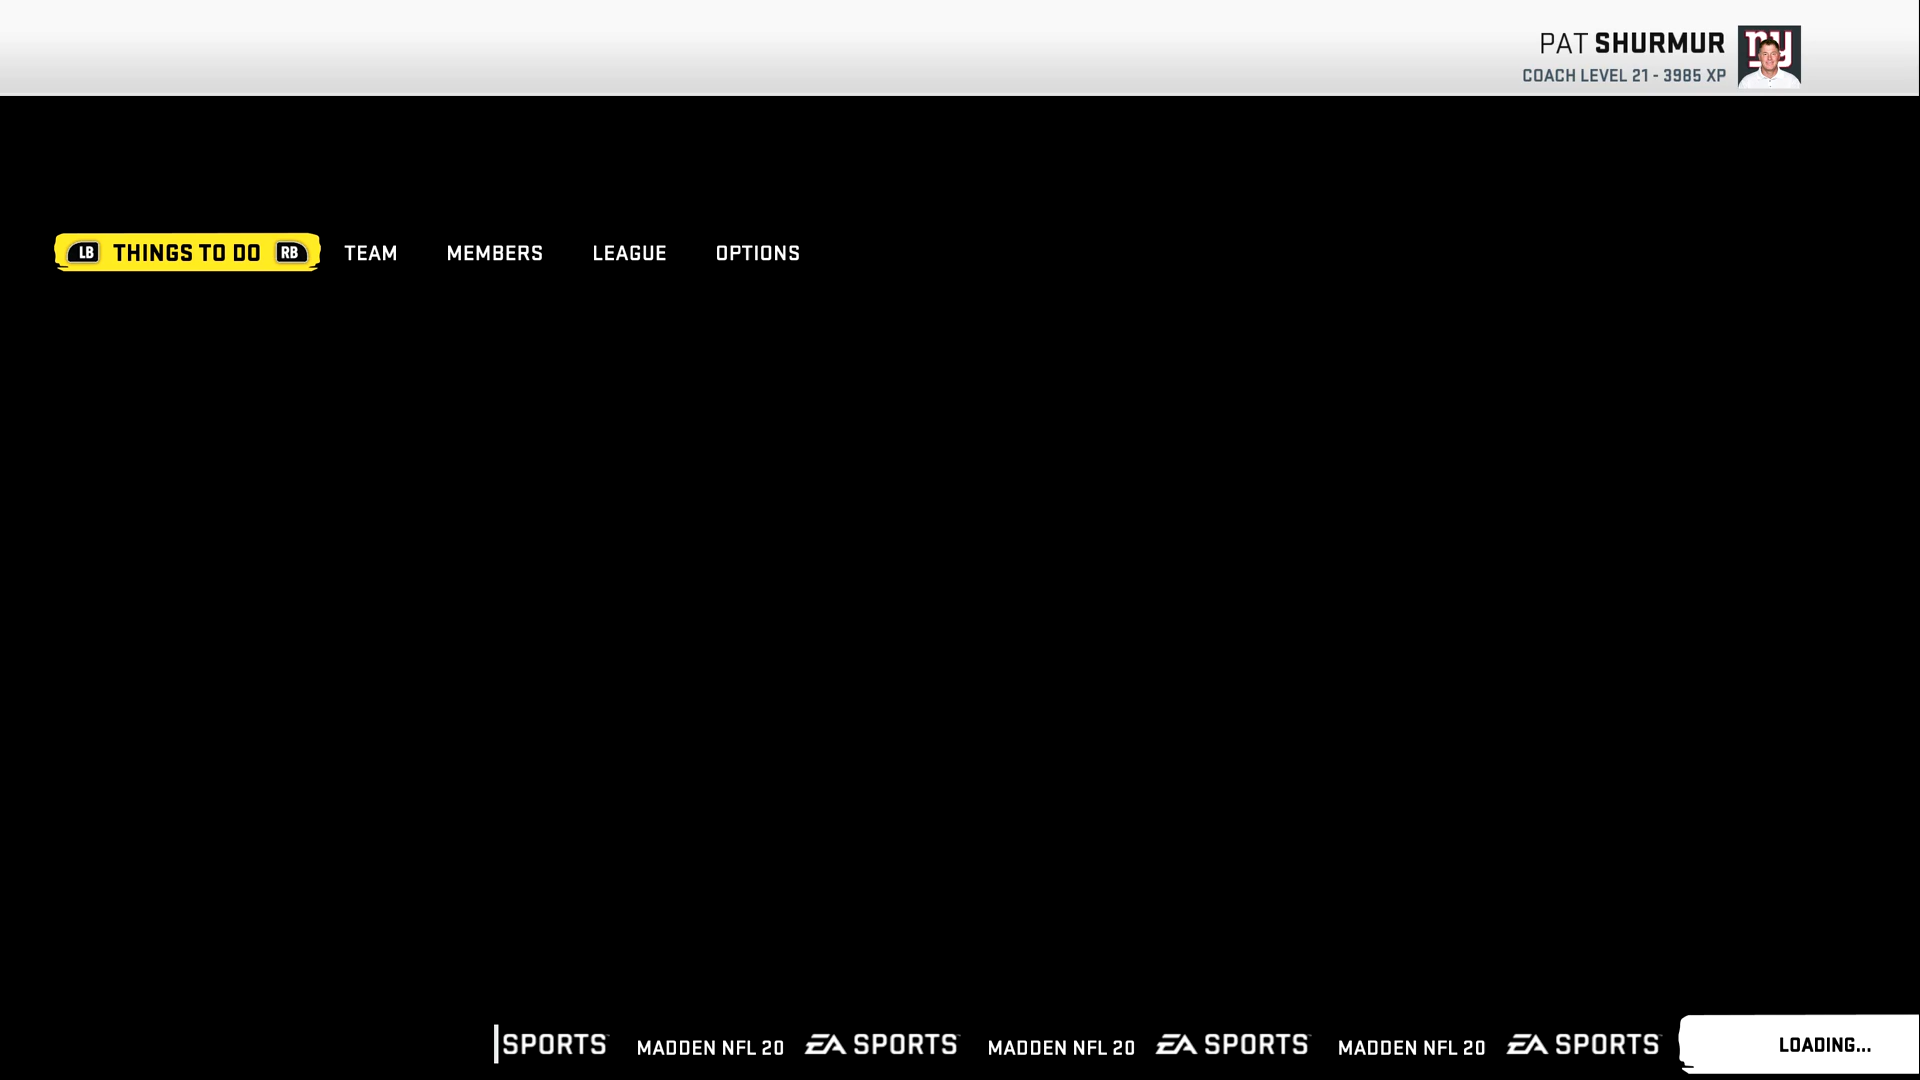 PAT SHURMUR
COACH LEVEL 21 - 3985 XP
ny
LB THINGS TO DO RB TEAM MEMBERS LEAGUE OPTIONS
SPORTS MADDEN NFL 20 EA SPORTS MADDEN NFL 20 EA SPORTS MADDEN NFL 20 EA SPORTS LOADING...